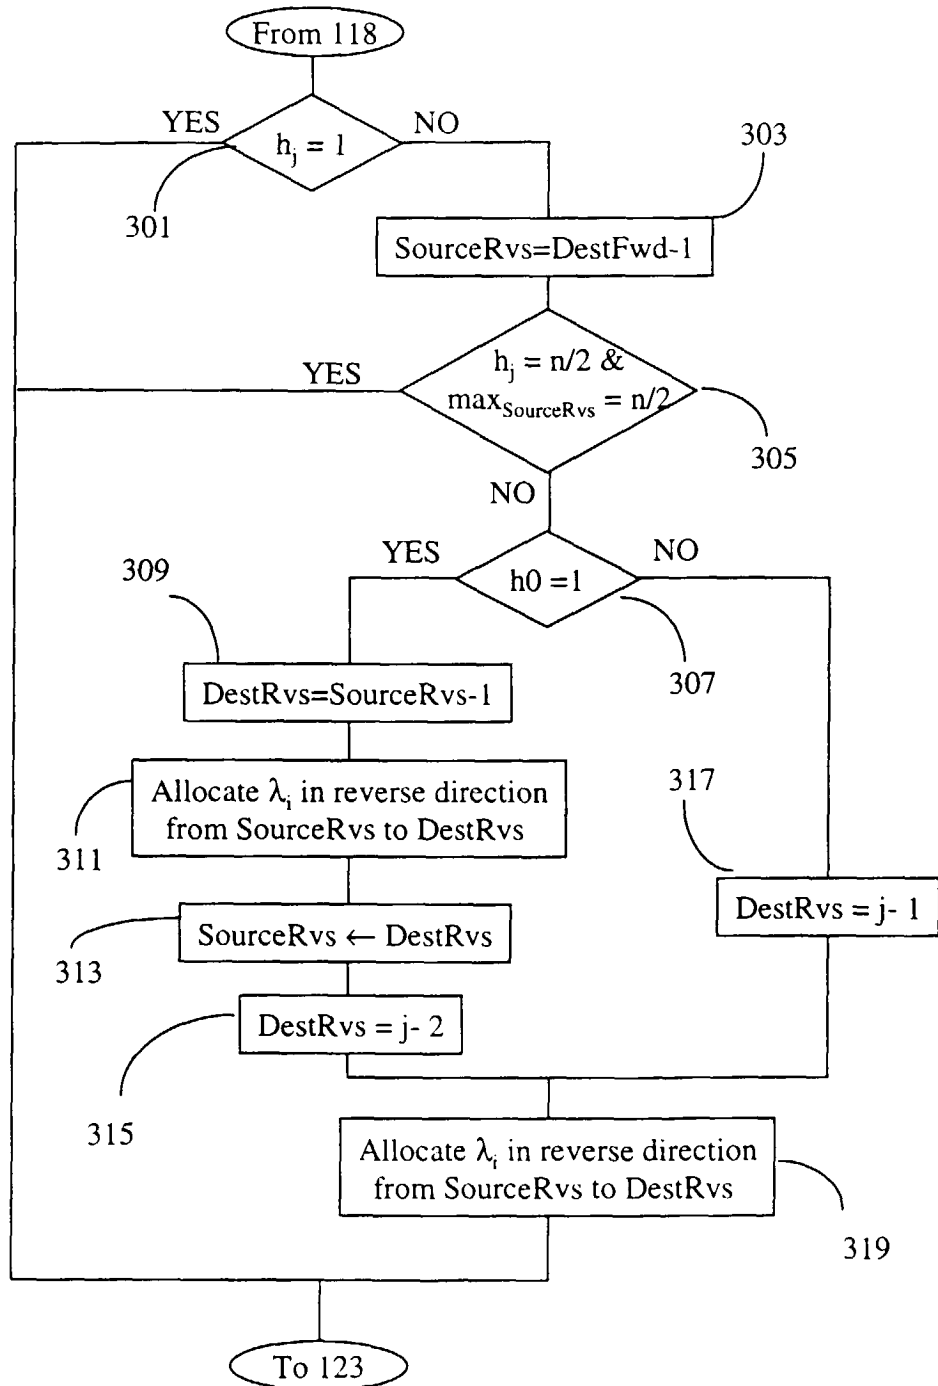 From 118
YES
NO
h_j = 1
301
303
SourceRvs=DestFwd-1
YES
h_j = n/2 &
max_SourceRvs = n/2
305
NO
YES
NO
h0 =1
309
307
DestRvs=SourceRvs-1
Allocate λ_i in reverse direction
from SourceRvs to DestRvs
311
317
DestRvs = j- 1
SourceRvs ← DestRvs
313
DestRvs = j- 2
315
Allocate λ_i in reverse direction
from SourceRvs to DestRvs
319
To 123